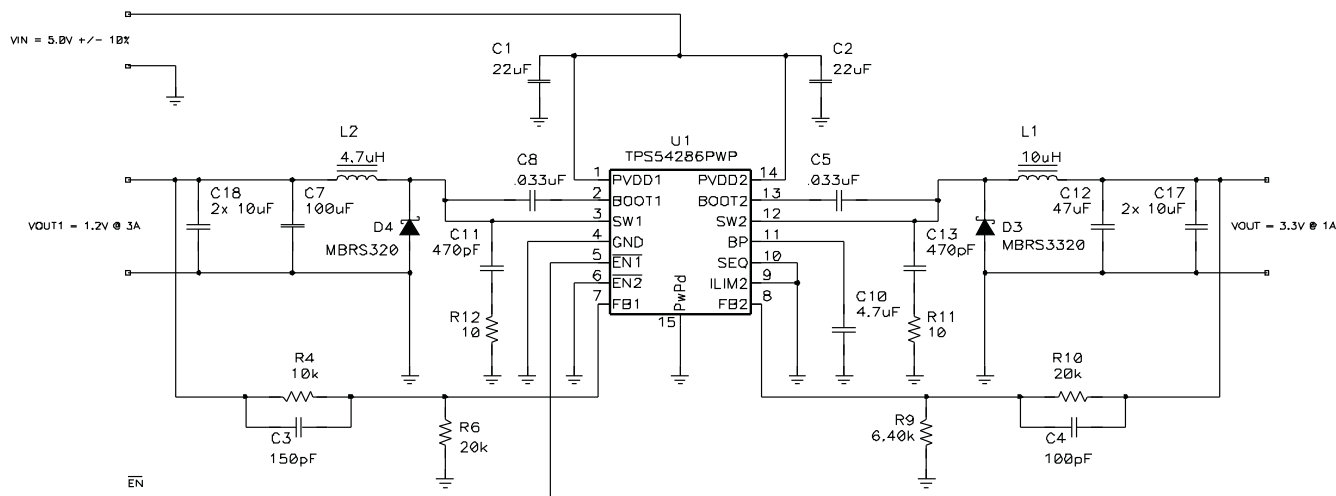 VIN = 5.0V +/- 10%
C1
22uF
C2
22uF
U1
TPS54286PWP
L2
4.7uH
C8
.033uF
C5
.033uF
L1
10uH
1
PVDD1
PVDD2
14
2
BOOT1
BOOT2
13
3
SW1
SW2
12
4
GND
BP
11
5
EN1
SEQ
10
6
EN2
ILIM2
9
7
FB1
FB2
8
PwPd
15
C18
2x 10uF
C7
100uF
D4
MBRS320
VOUT1 = 1.2V @ 3A
C11
470pF
R12
10
C13
470pF
D3
MBRS3320
C12
47uF
C17
2x 10uF
VOUT = 3.3V @ 1A
C10
4.7uF
R11
10
R4
10k
C3
150pF
R6
20k
R9
6.40k
R10
20k
C4
100pF
EN